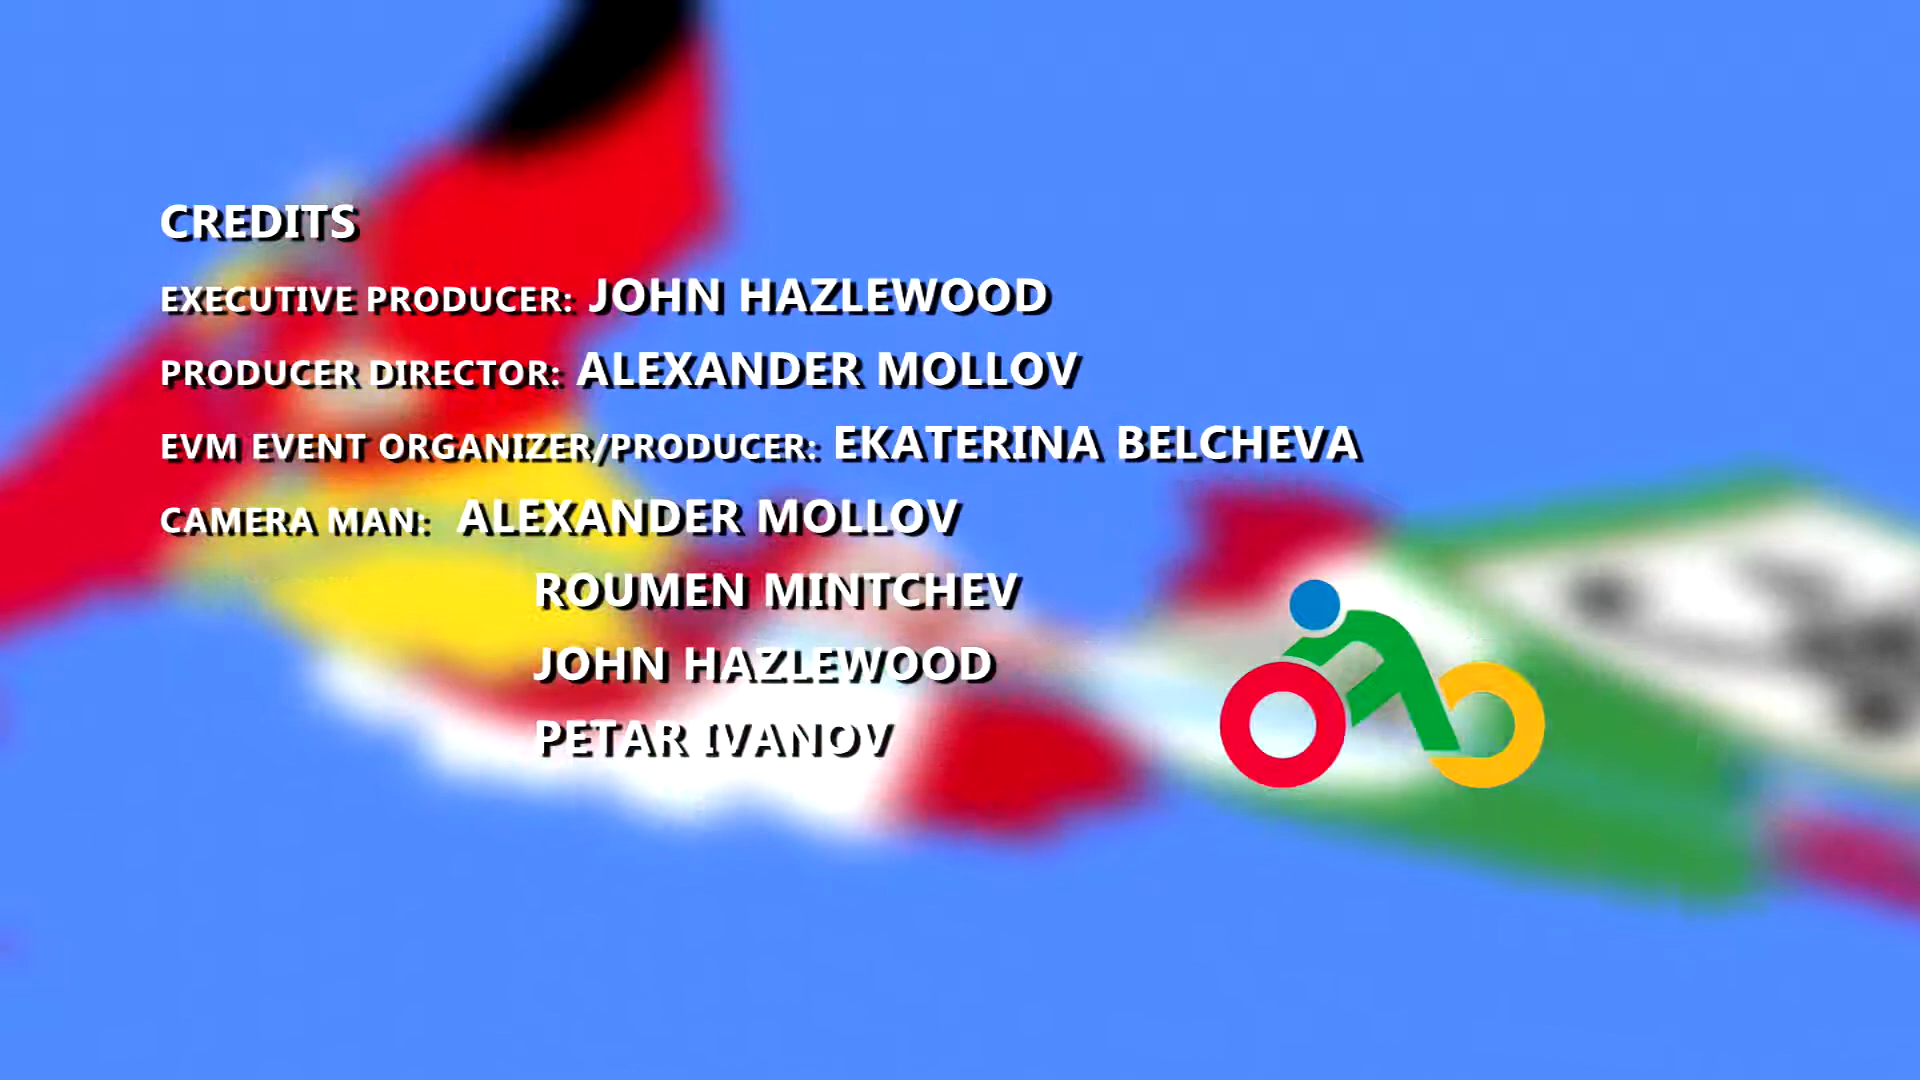 CREDITS
EXECUTIVE PRODUCER: JOHN HAZLEWOOD
PRODUCER DIRECTOR: ALEXANDER MOLLOV
EVM EVENT ORGANIZER/PRODUCER: EKATERINA BELCHEVA
CAMERA MAN: ALEXANDER MOLLOV
ROUMEN MINTCHEV
JOHN HAZLEWOOD
PETAR IVANOV